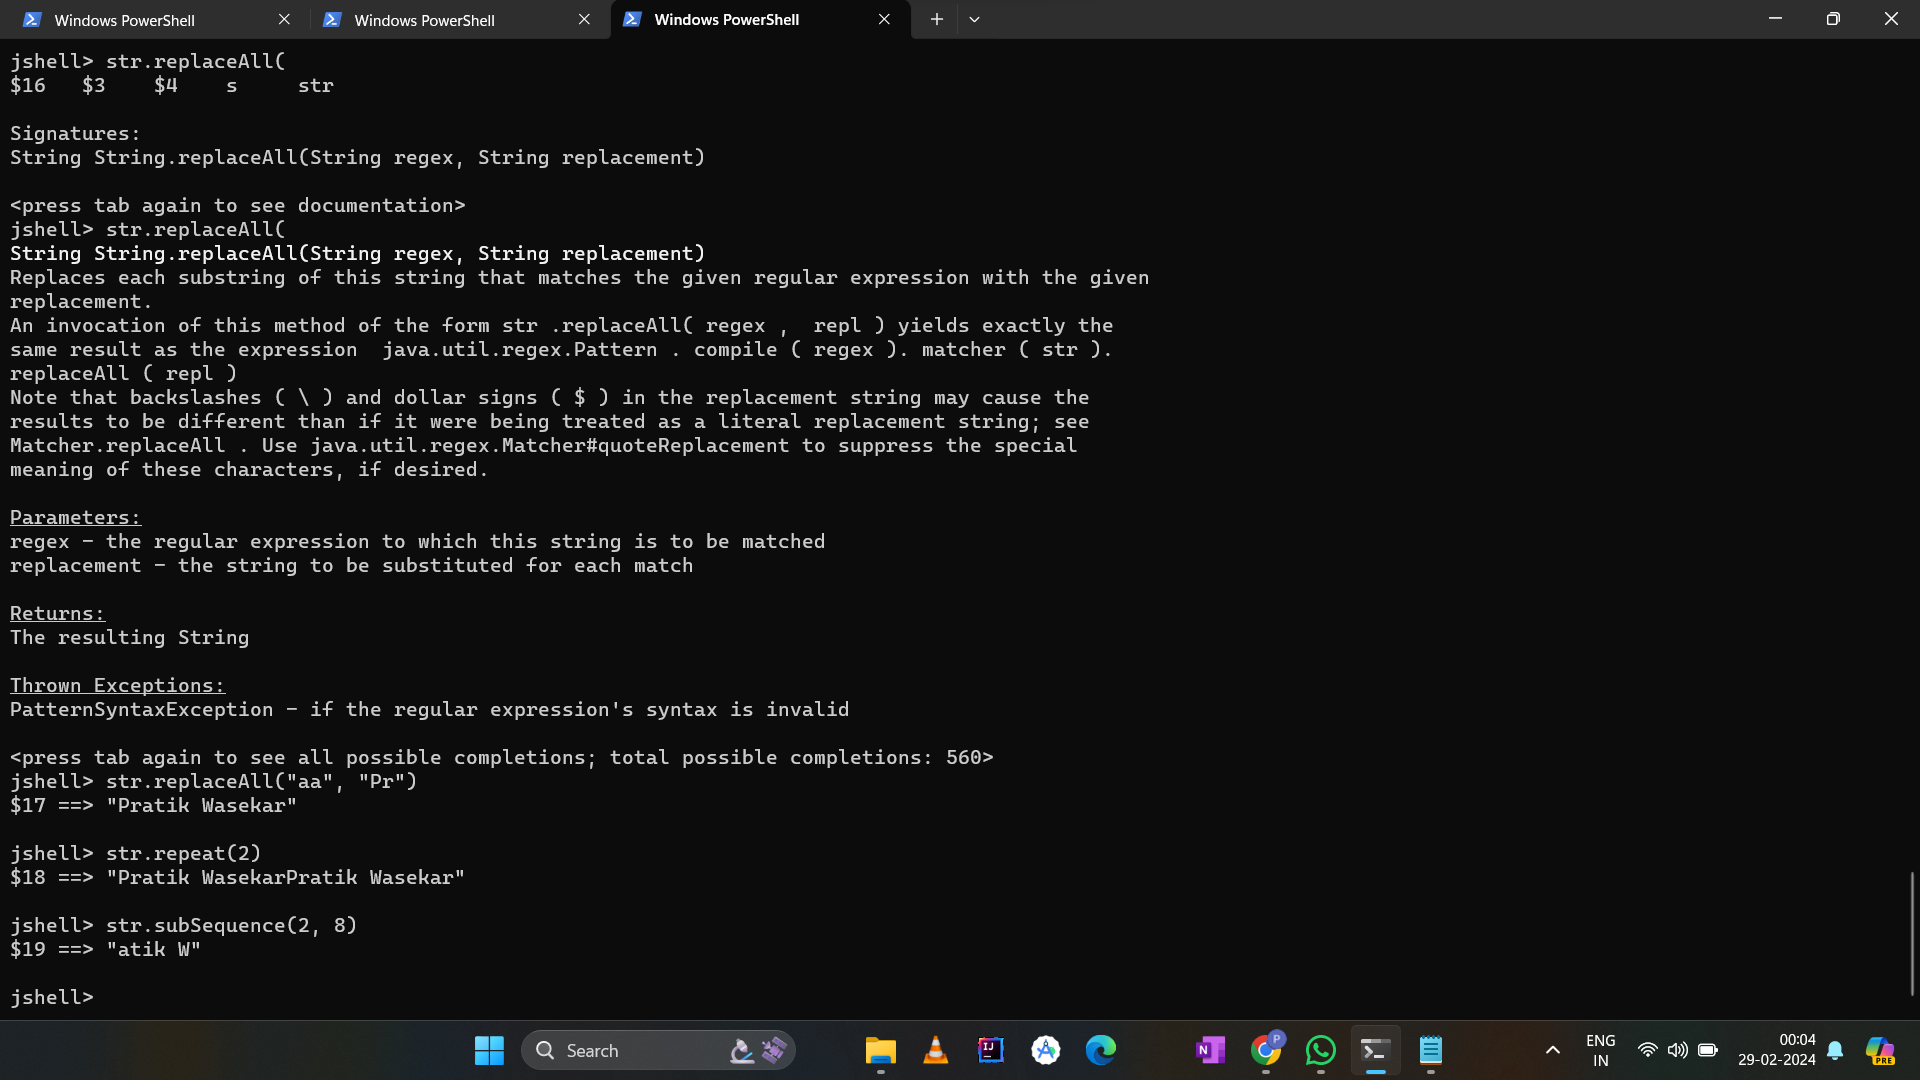 Windows PowerShell
Windows PowerShell
Windows PowerShell
jshell> str.replaceAll(
$16   $3    $4    s     str
Signatures:
String String.replaceAll(String regex, String replacement)
<press tab again to see documentation>
jshell> str.replaceAll(
String String.replaceAll(String regex, String replacement)
Replaces each substring of this string that matches the given regular expression with the given
replacement.
An invocation of this method of the form str .replaceAll( regex ,  repl ) yields exactly the
same result as the expression  java.util.regex.Pattern . compile ( regex ). matcher ( str ).
replaceAll ( repl )
Note that backslashes ( \ ) and dollar signs ( $ ) in the replacement string may cause the
results to be different than if it were being treated as a literal replacement string; see
Matcher.replaceAll . Use java.util.regex.Matcher#quoteReplacement to suppress the special
meaning of these characters, if desired.
Parameters:
regex - the regular expression to which this string is to be matched
replacement - the string to be substituted for each match
Returns:
The resulting String
Thrown Exceptions:
PatternSyntaxException - if the regular expression's syntax is invalid
<press tab again to see all possible completions; total possible completions: 560>
jshell> str.replaceAll("aa", "Pr")
$17 ==> "Pratik Wasekar"
jshell> str.repeat(2)
$18 ==> "Pratik WasekarPratik Wasekar"
jshell> str.subSequence(2, 8)
$19 ==> "atik W"
jshell>
Search
IJ
N
P
ENG
IN
00:04
29-02-2024
PRE